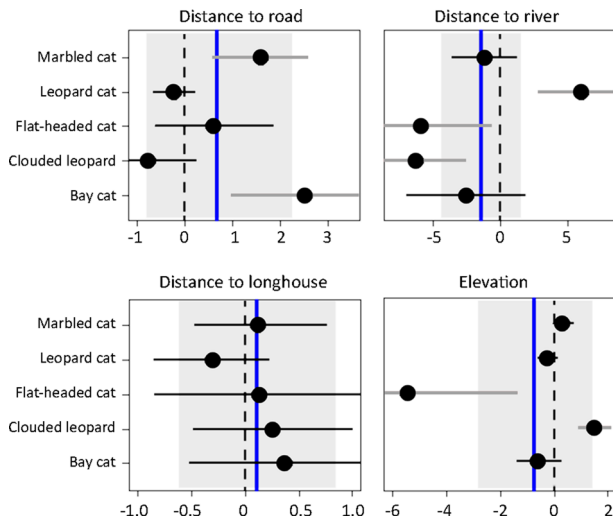 Distance to road
Distance to river
Marbled cat
Leopard cat
Flat-headed cat
Clouded leopard
Bay cat
-1 0 1 2 3
-5 0 5
Distance to longhouse
Elevation
Marbled cat
Leopard cat
Flat-headed cat
Clouded leopard
Bay cat
-1.0 -0.5 0 0.5 1.0
-6 -4 -2 0 2